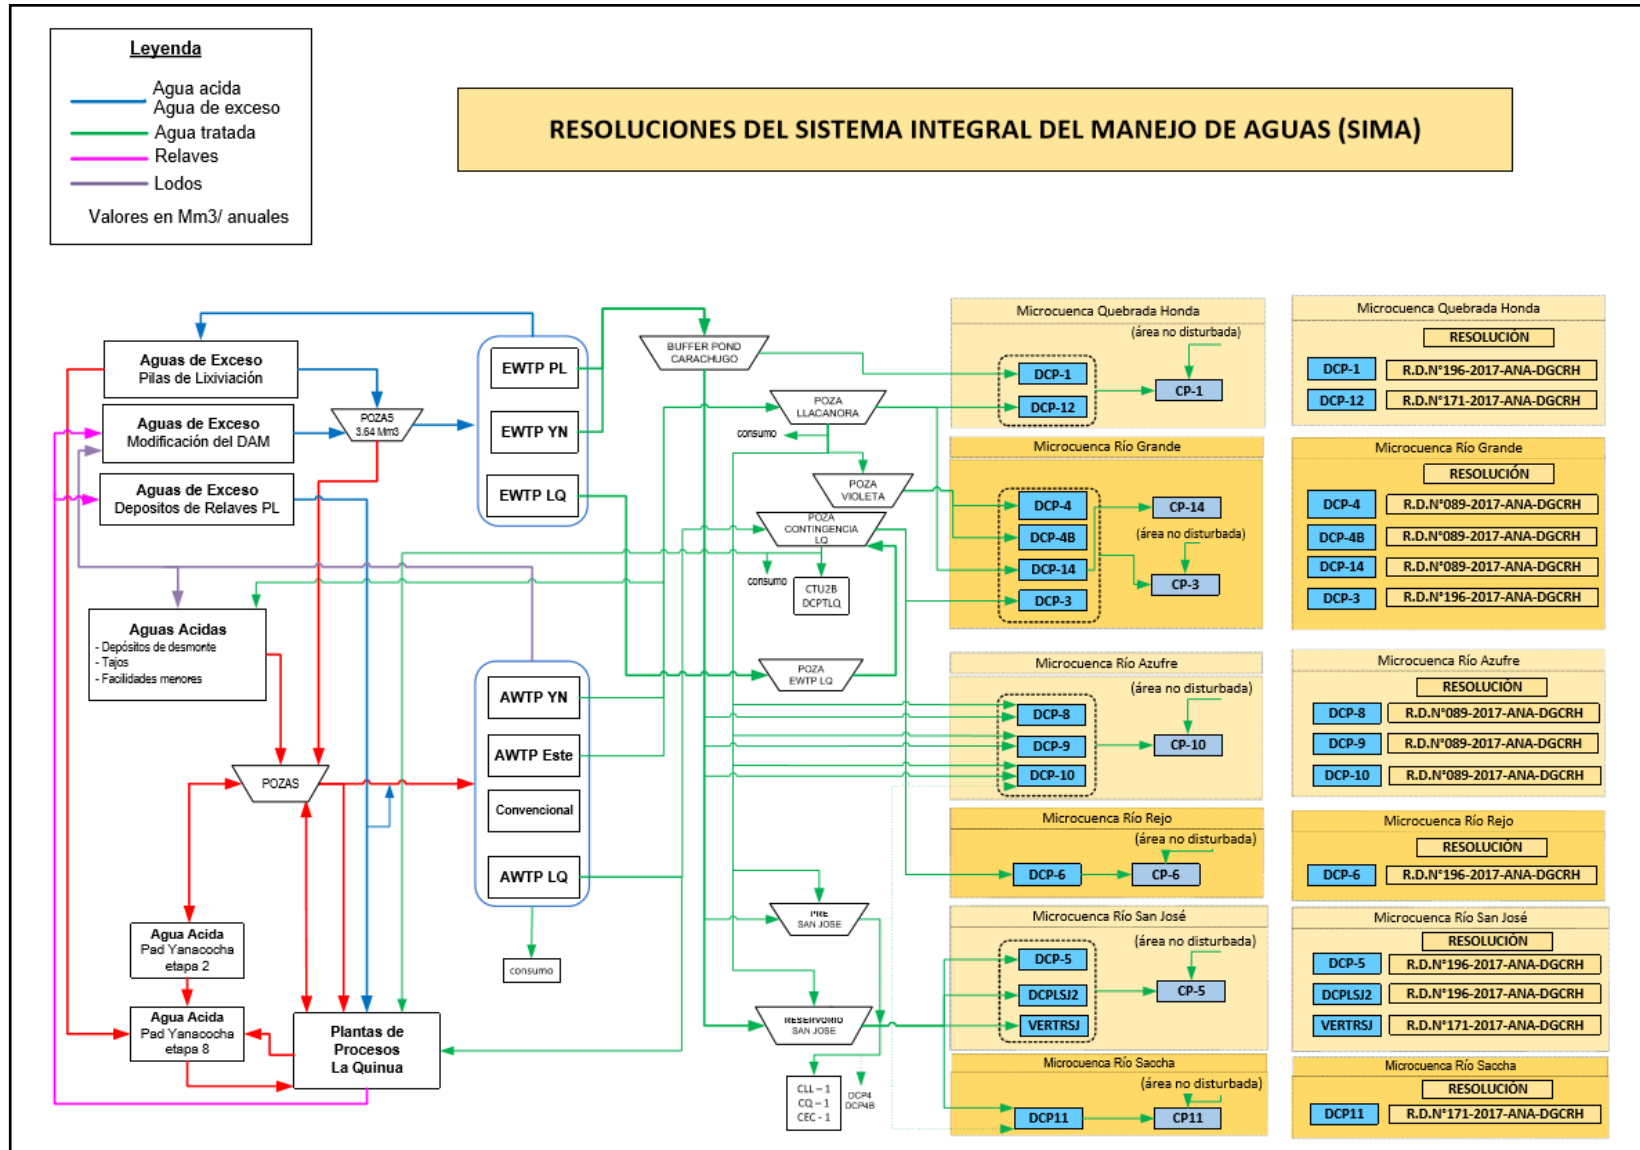 Leyenda
Agua acida
Agua de exceso
Agua tratada
Relaves
Lodos
Valores en Mm3/ anuales
RESOLUCIONES DEL SISTEMA INTEGRAL DEL MANEJO DE AGUAS (SIMA)
Aguas de Exceso
Pilas de Lixiviación
Aguas de Exceso
Modificación del DAM
Aguas de Exceso
Depositos de Relaves PL
POZAS
3.64 Mm3
EWTP PL
EWTP YN
EWTP LQ
Aguas Acidas
- Depósitos de desmonte
- Tajos
- Facilidades menores
POZAS
AWTP YN
AWTP Este
Convencional
AWTP LQ
consumo
Agua Acida
Pad Yanacocha
etapa 2
Agua Acida
Pad Yanacocha
etapa 8
Plantas de
Procesos
La Quinua
BUFFER POND
CARACHUGO
POZA
LLACANORA
consumo
POZA
VIOLETA
POZA
CONTINGENCIA
LQ
consumo
CTU2B
DCPTLQ
POZA
EWTP LQ
PRE
SAN JOSE
RESERVORIO
SAN JOSE
CLL – 1
CQ – 1
CEC - 1
DCP4
DCP4B
Microcuenca Quebrada Honda
(área no disturbada)
DCP-1
DCP-12
CP-1
Microcuenca Río Grande
DCP-4
DCP-4B
DCP-14
DCP-3
CP-14
(área no disturbada)
CP-3
Microcuenca Río Azufre
(área no disturbada)
DCP-8
DCP-9
DCP-10
CP-10
Microcuenca Río Rejo
(área no disturbada)
DCP-6
CP-6
Microcuenca Río San José
(área no disturbada)
DCP-5
DCPLSJ2
VERTRSJ
CP-5
Microcuenca Río Saccha
(área no disturbada)
DCP11
CP11
Microcuenca Quebrada Honda
RESOLUCIÓN
DCP-1 R.D.N°196-2017-ANA-DGCRH
DCP-12 R.D.N°171-2017-ANA-DGCRH
Microcuenca Río Grande
RESOLUCIÓN
DCP-4 R.D.N°089-2017-ANA-DGCRH
DCP-4B R.D.N°089-2017-ANA-DGCRH
DCP-14 R.D.N°089-2017-ANA-DGCRH
DCP-3 R.D.N°196-2017-ANA-DGCRH
Microcuenca Río Azufre
RESOLUCIÓN
DCP-8 R.D.N°089-2017-ANA-DGCRH
DCP-9 R.D.N°089-2017-ANA-DGCRH
DCP-10 R.D.N°089-2017-ANA-DGCRH
Microcuenca Río Rejo
RESOLUCIÓN
DCP-6 R.D.N°196-2017-ANA-DGCRH
Microcuenca Río San José
RESOLUCIÓN
DCP-5 R.D.N°196-2017-ANA-DGCRH
DCPLSJ2 R.D.N°196-2017-ANA-DGCRH
VERTRSJ R.D.N°171-2017-ANA-DGCRH
Microcuenca Río Saccha
RESOLUCIÓN
DCP11 R.D.N°171-2017-ANA-DGCRH